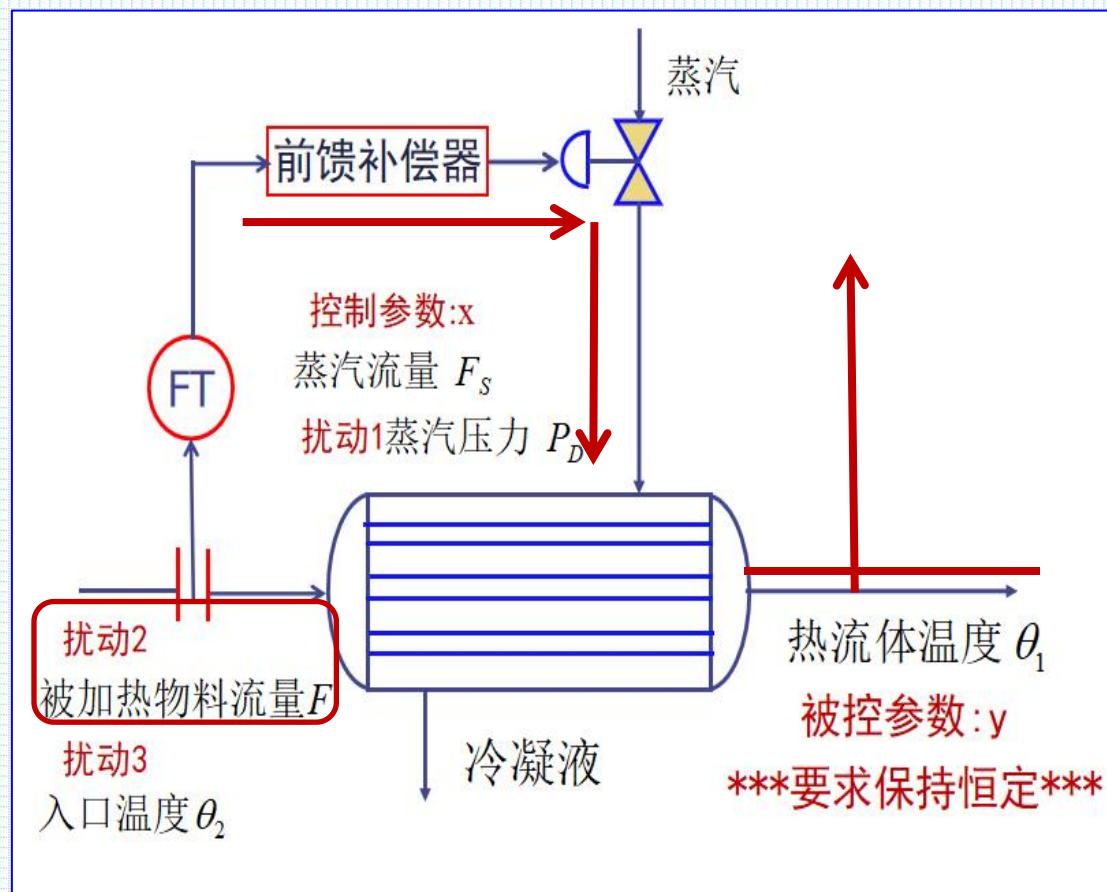 蒸汽
前馈补偿器
控制参数:x
蒸汽流量 F_S
FT
扰动1蒸汽压力 P_D
扰动2
被加热物料流量F
扰动3
入口温度θ_2
冷凝液
热流体温度 θ_1
被控参数:y
***要求保持恒定***